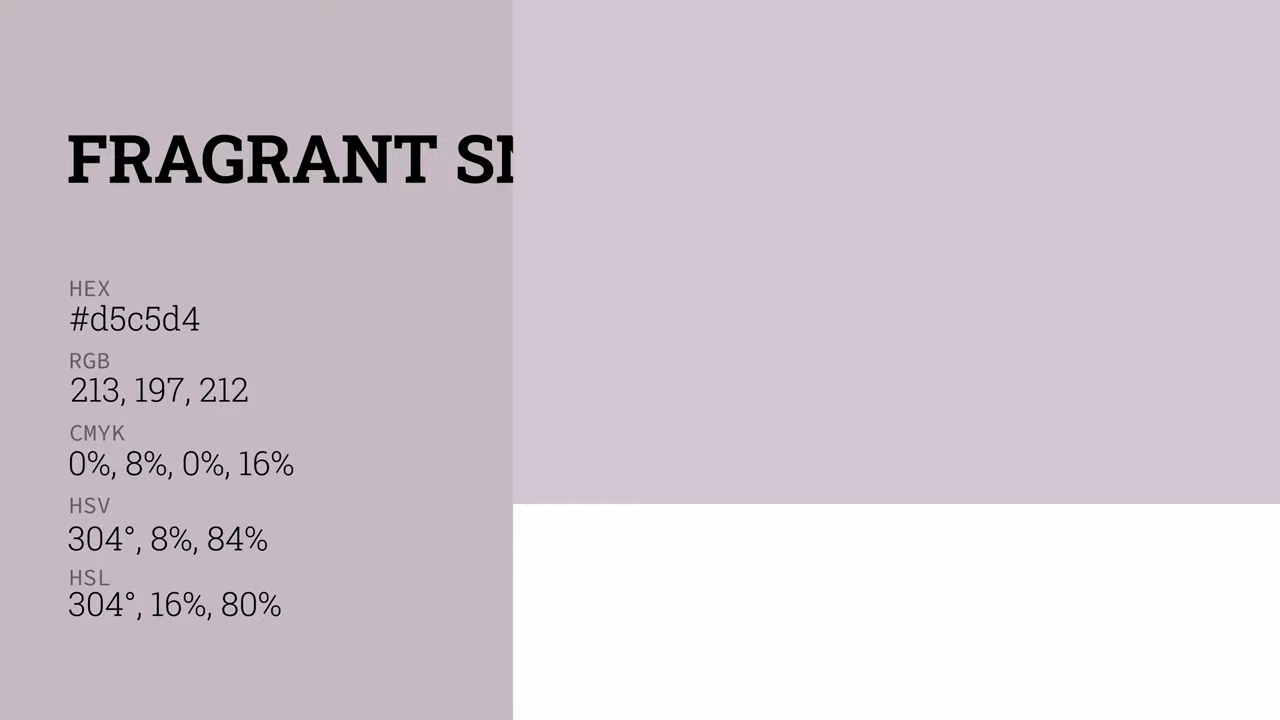 FRAGRANT
HEX
#d5c5d4
RGB
213, 197, 212
CMYK
0%, 8%, 0%, 16%
HSV
304°, 8%, 84%
HSL
304°, 16%, 80%